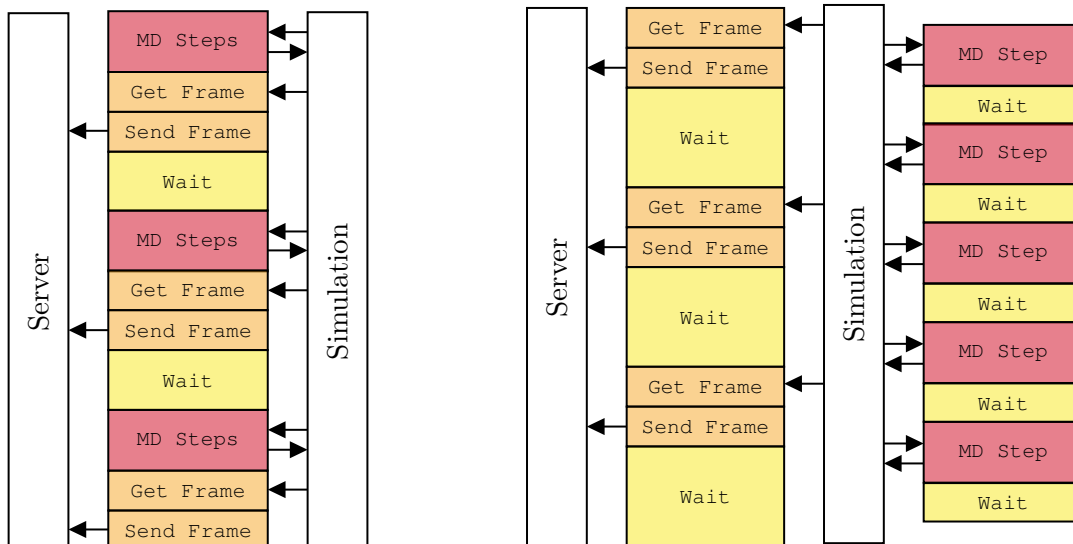 Server
MD Steps
Get Frame
Send Frame
Wait
MD Steps
Get Frame
Send Frame
Wait
MD Steps
Get Frame
Send Frame
Simulation
Server
Get Frame
Send Frame
Wait
Get Frame
Send Frame
Wait
Get Frame
Send Frame
Wait
Simulation
MD Step
Wait
MD Step
Wait
MD Step
Wait
MD Step
Wait
MD Step
Wait